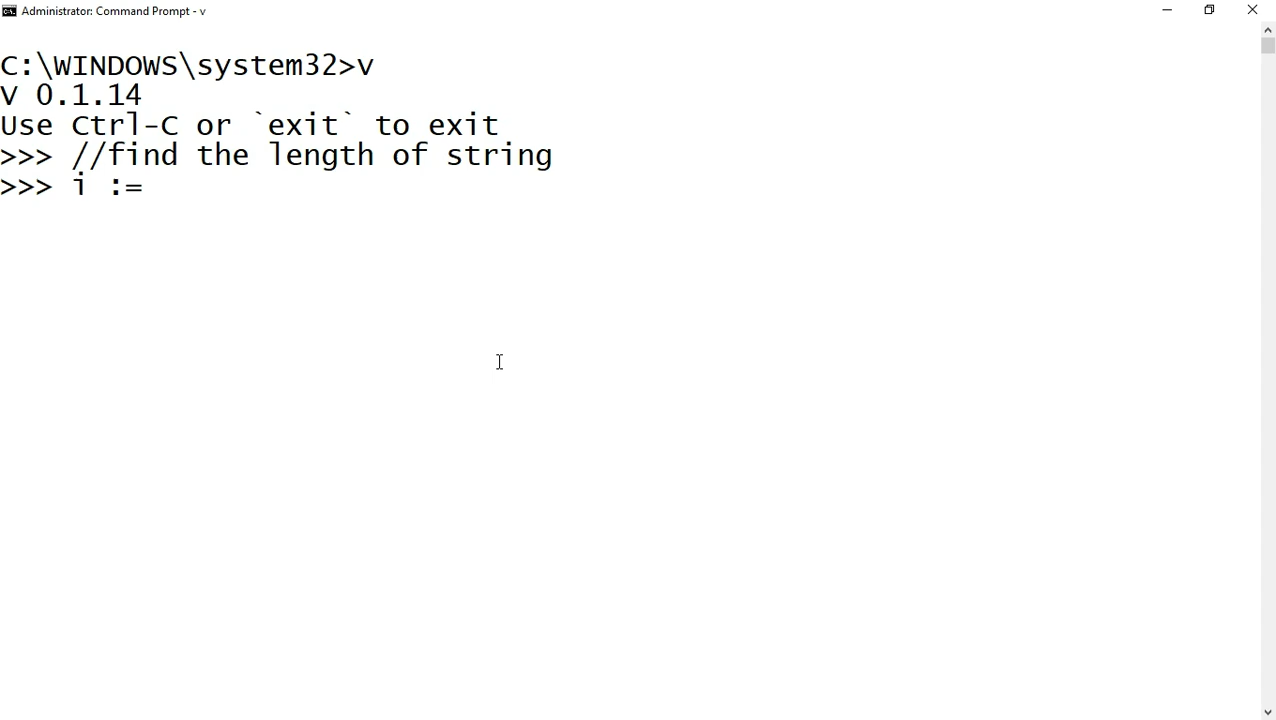 Administrator: Command Prompt - v
C:\WINDOWS\system32>v
V 0.1.14
Use Ctrl-C or `exit` to exit
>>> //find the length of string
>>> i :=